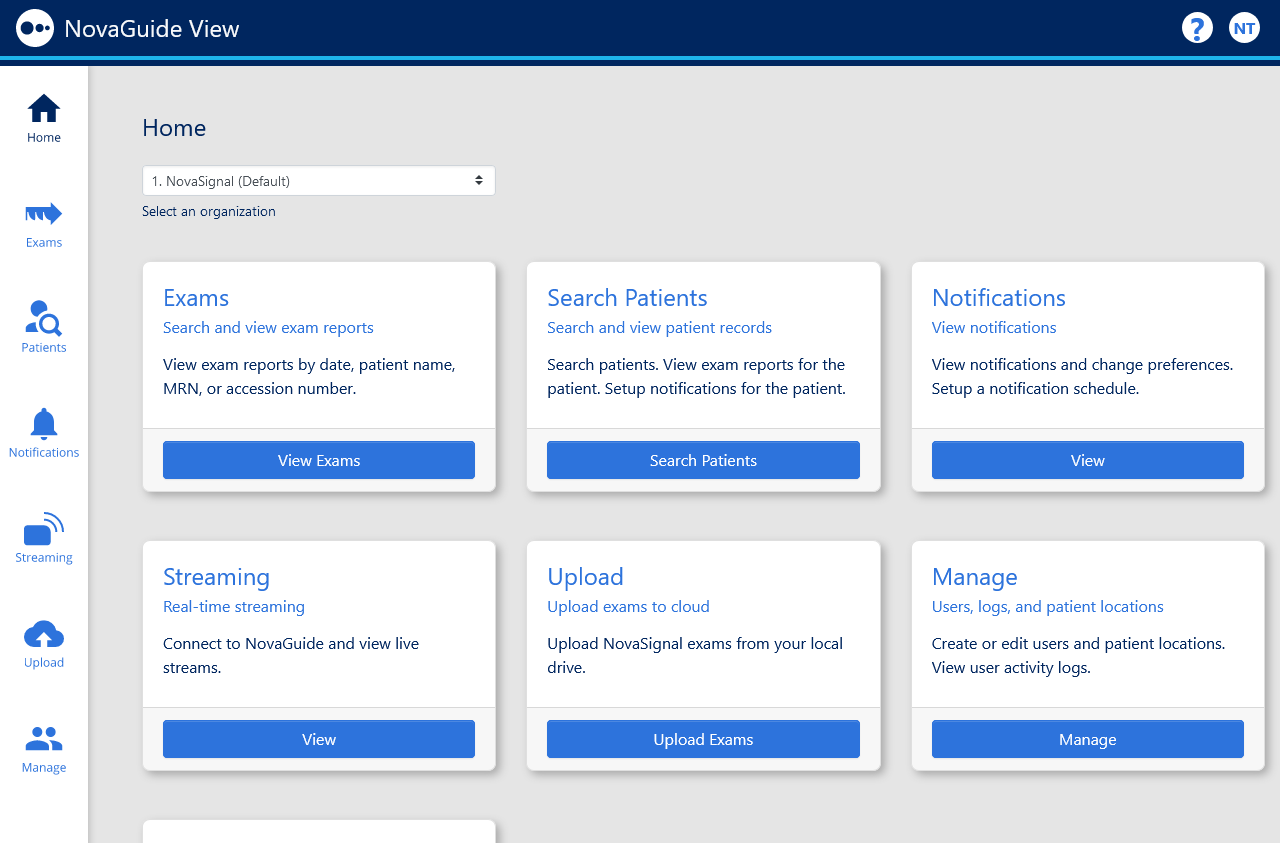 NovaGuide View
?
NT
Home
Exams
Patients
Notifications
Streaming
Upload
Manage
Home
1. NovaSignal (Default)
Select an organization
Exams
Search and view exam reports
View exam reports by date, patient name,
MRN, or accession number.
View Exams
Search Patients
Search and view patient records
Search patients. View exam reports for the
patient. Setup notifications for the patient.
Search Patients
Notifications
View notifications
View notifications and change preferences.
Setup a notification schedule.
View
Streaming
Real-time streaming
Connect to NovaGuide and view live
streams.
View
Upload
Upload exams to cloud
Upload NovaSignal exams from your local
drive.
Upload Exams
Manage
Users, logs, and patient locations
Create or edit users and patient locations.
View user activity logs.
Manage